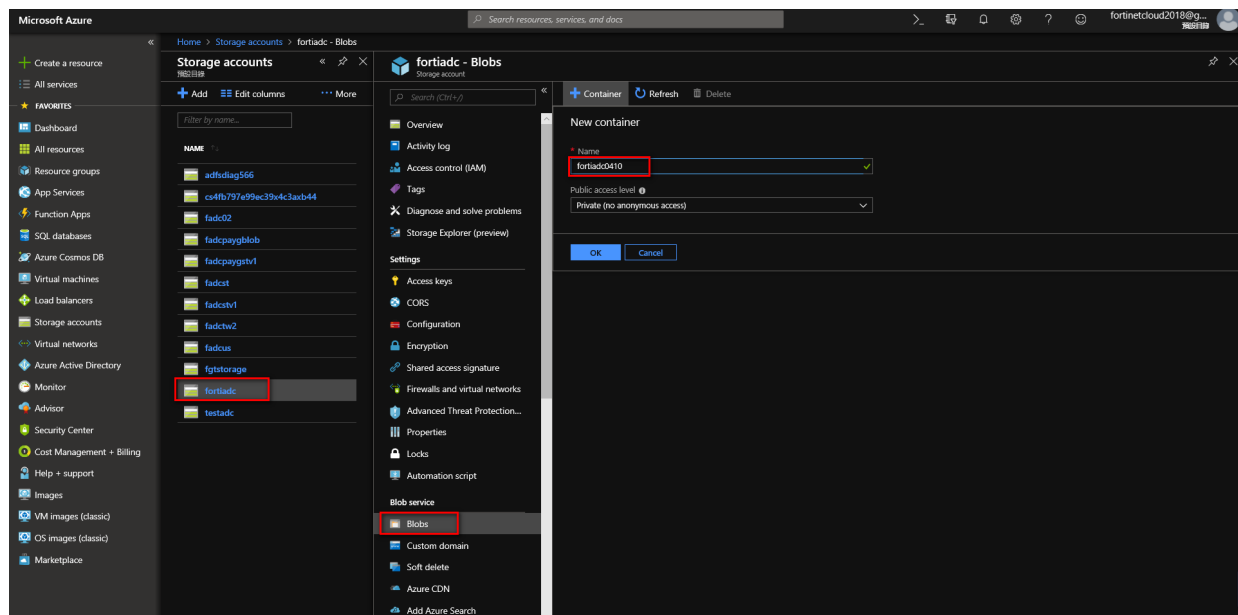 Microsoft Azure
Search resources, services, and docs
fortinetcloud2018@g...
預設目錄
Home > Storage accounts > fortiadc - Blobs
Create a resource
All services
FAVORITES
Dashboard
All resources
Resource groups
App Services
Function Apps
SQL databases
Azure Cosmos DB
Virtual machines
Load balancers
Storage accounts
Virtual networks
Azure Active Directory
Monitor
Advisor
Security Center
Cost Management + Billing
Help + support
Images
VM images (classic)
OS images (classic)
Marketplace
Storage accounts
預設目錄
Add Edit columns ··· More
Filter by name...
NAME
adfsdiag566
cs4fb797e99ec39x4c3axb44
fadc02
fadcpaygblob
fadcpaygstv1
fadcst
fadcstv1
fadctw2
fadcus
fgtstorage
fortiadc
testadc
fortiadc - Blobs
Storage account
Search (Ctrl+/)
Overview
Activity log
Access control (IAM)
Tags
Diagnose and solve problems
Storage Explorer (preview)
Settings
Access keys
CORS
Configuration
Encryption
Shared access signature
Firewalls and virtual networks
Advanced Threat Protection...
Properties
Locks
Automation script
Blob service
Blobs
Custom domain
Soft delete
Azure CDN
Add Azure Search
Container Refresh Delete
New container
* Name
fortiadc0410
Public access level
Private (no anonymous access)
OK Cancel